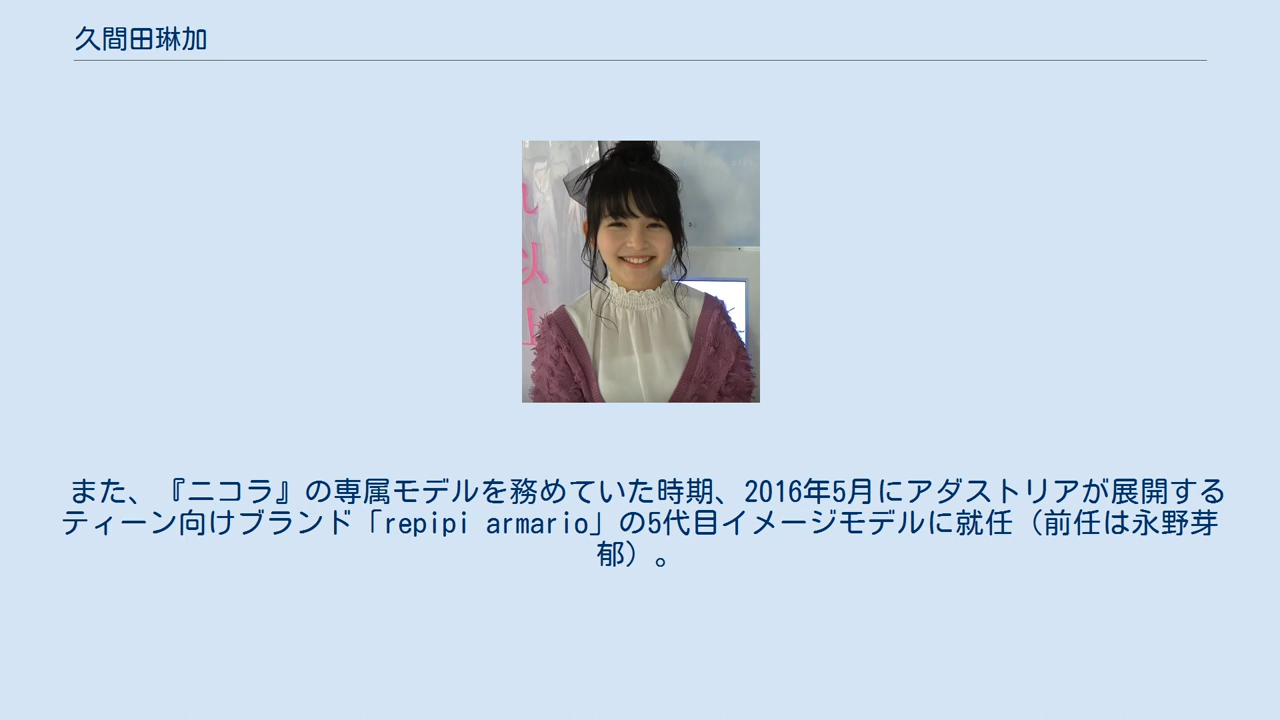 久間田琳加
れ
以
上
また、『ニコラ』の専属モデルを務めていた時期、2016年5月にアダストリアが展開する
ティーン向けブランド「repipi armario」の5代目イメージモデルに就任（前任は永野芽
郁）。